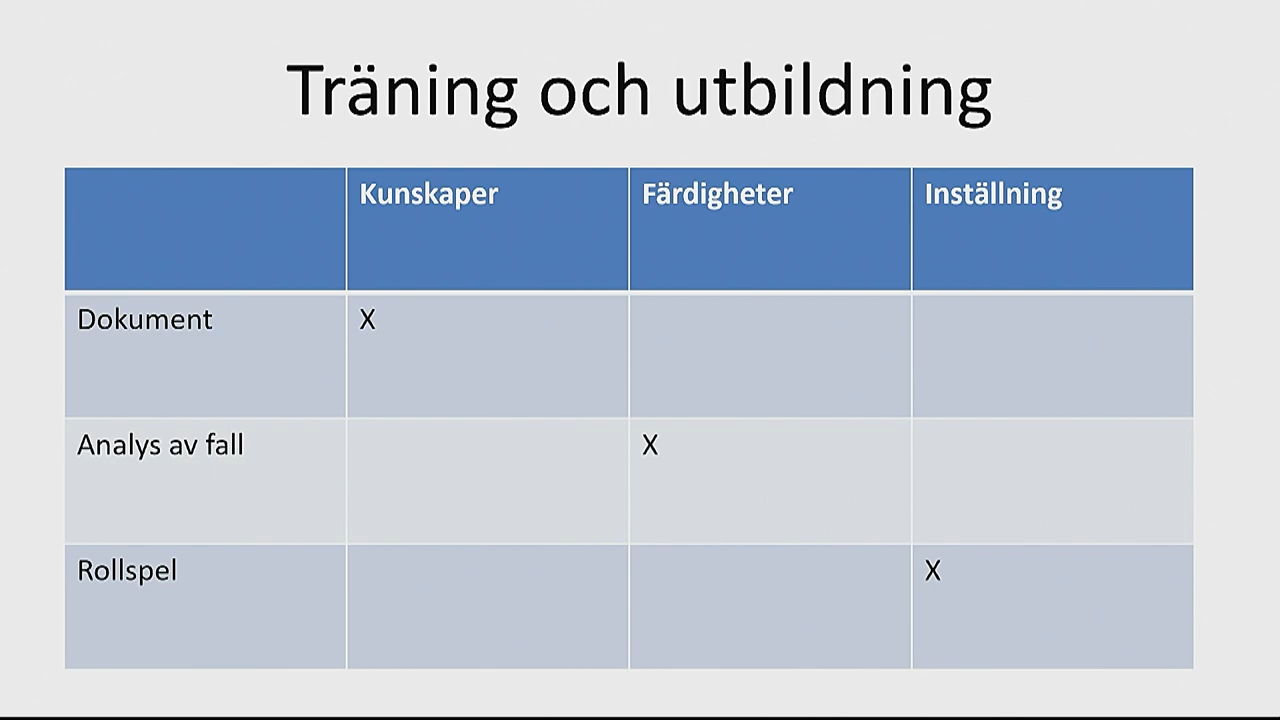 Träning och utbildning
Kunskaper Färdigheter Inställning
Dokument X
Analys av fall X
Rollspel X